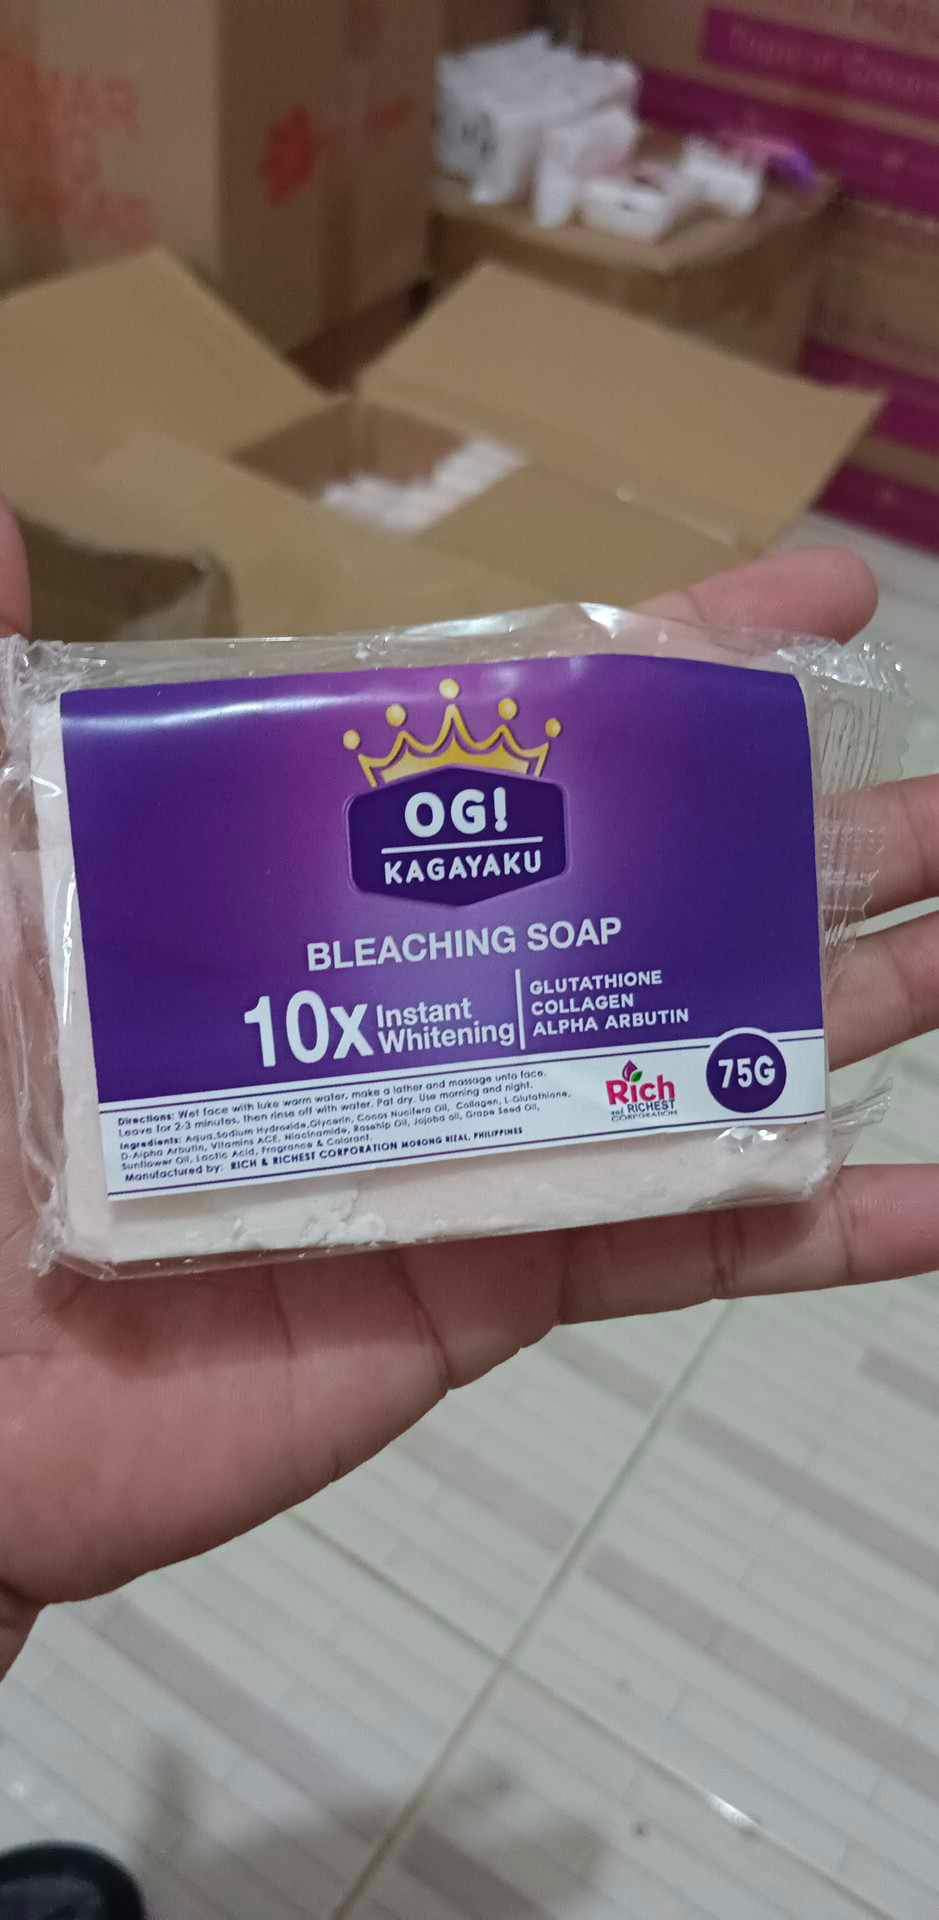 OG!
KAGAYAKU
BLEACHING SOAP
10x Instant Whitening
GLUTATHIONE
COLLAGEN
ALPHA ARBUTIN
75G
Rich
and RICHEST
CORPORATION
Directions: Wet face with luke warm water, make a lather and massage unto face.
Leave for 2-3 minutes, then rinse off with water. Pat dry. Use morning and night.
Ingredients: Aqua,Sodium Hydroxide,Glycerin, Cocos Nucifera Oil, Collagen, L-Glutathione,
D-Alpha Arbutin, Vitamins ACE, Niacinamide, Rosehip Oil, Jojoba oil, Grape Seed Oil,
Sunflower Oil, Lactic Acid, Fragrance & Colorant.
Manufactured by: RICH & RICHEST CORPORATION MORONG RIZAL, PHILIPPINES